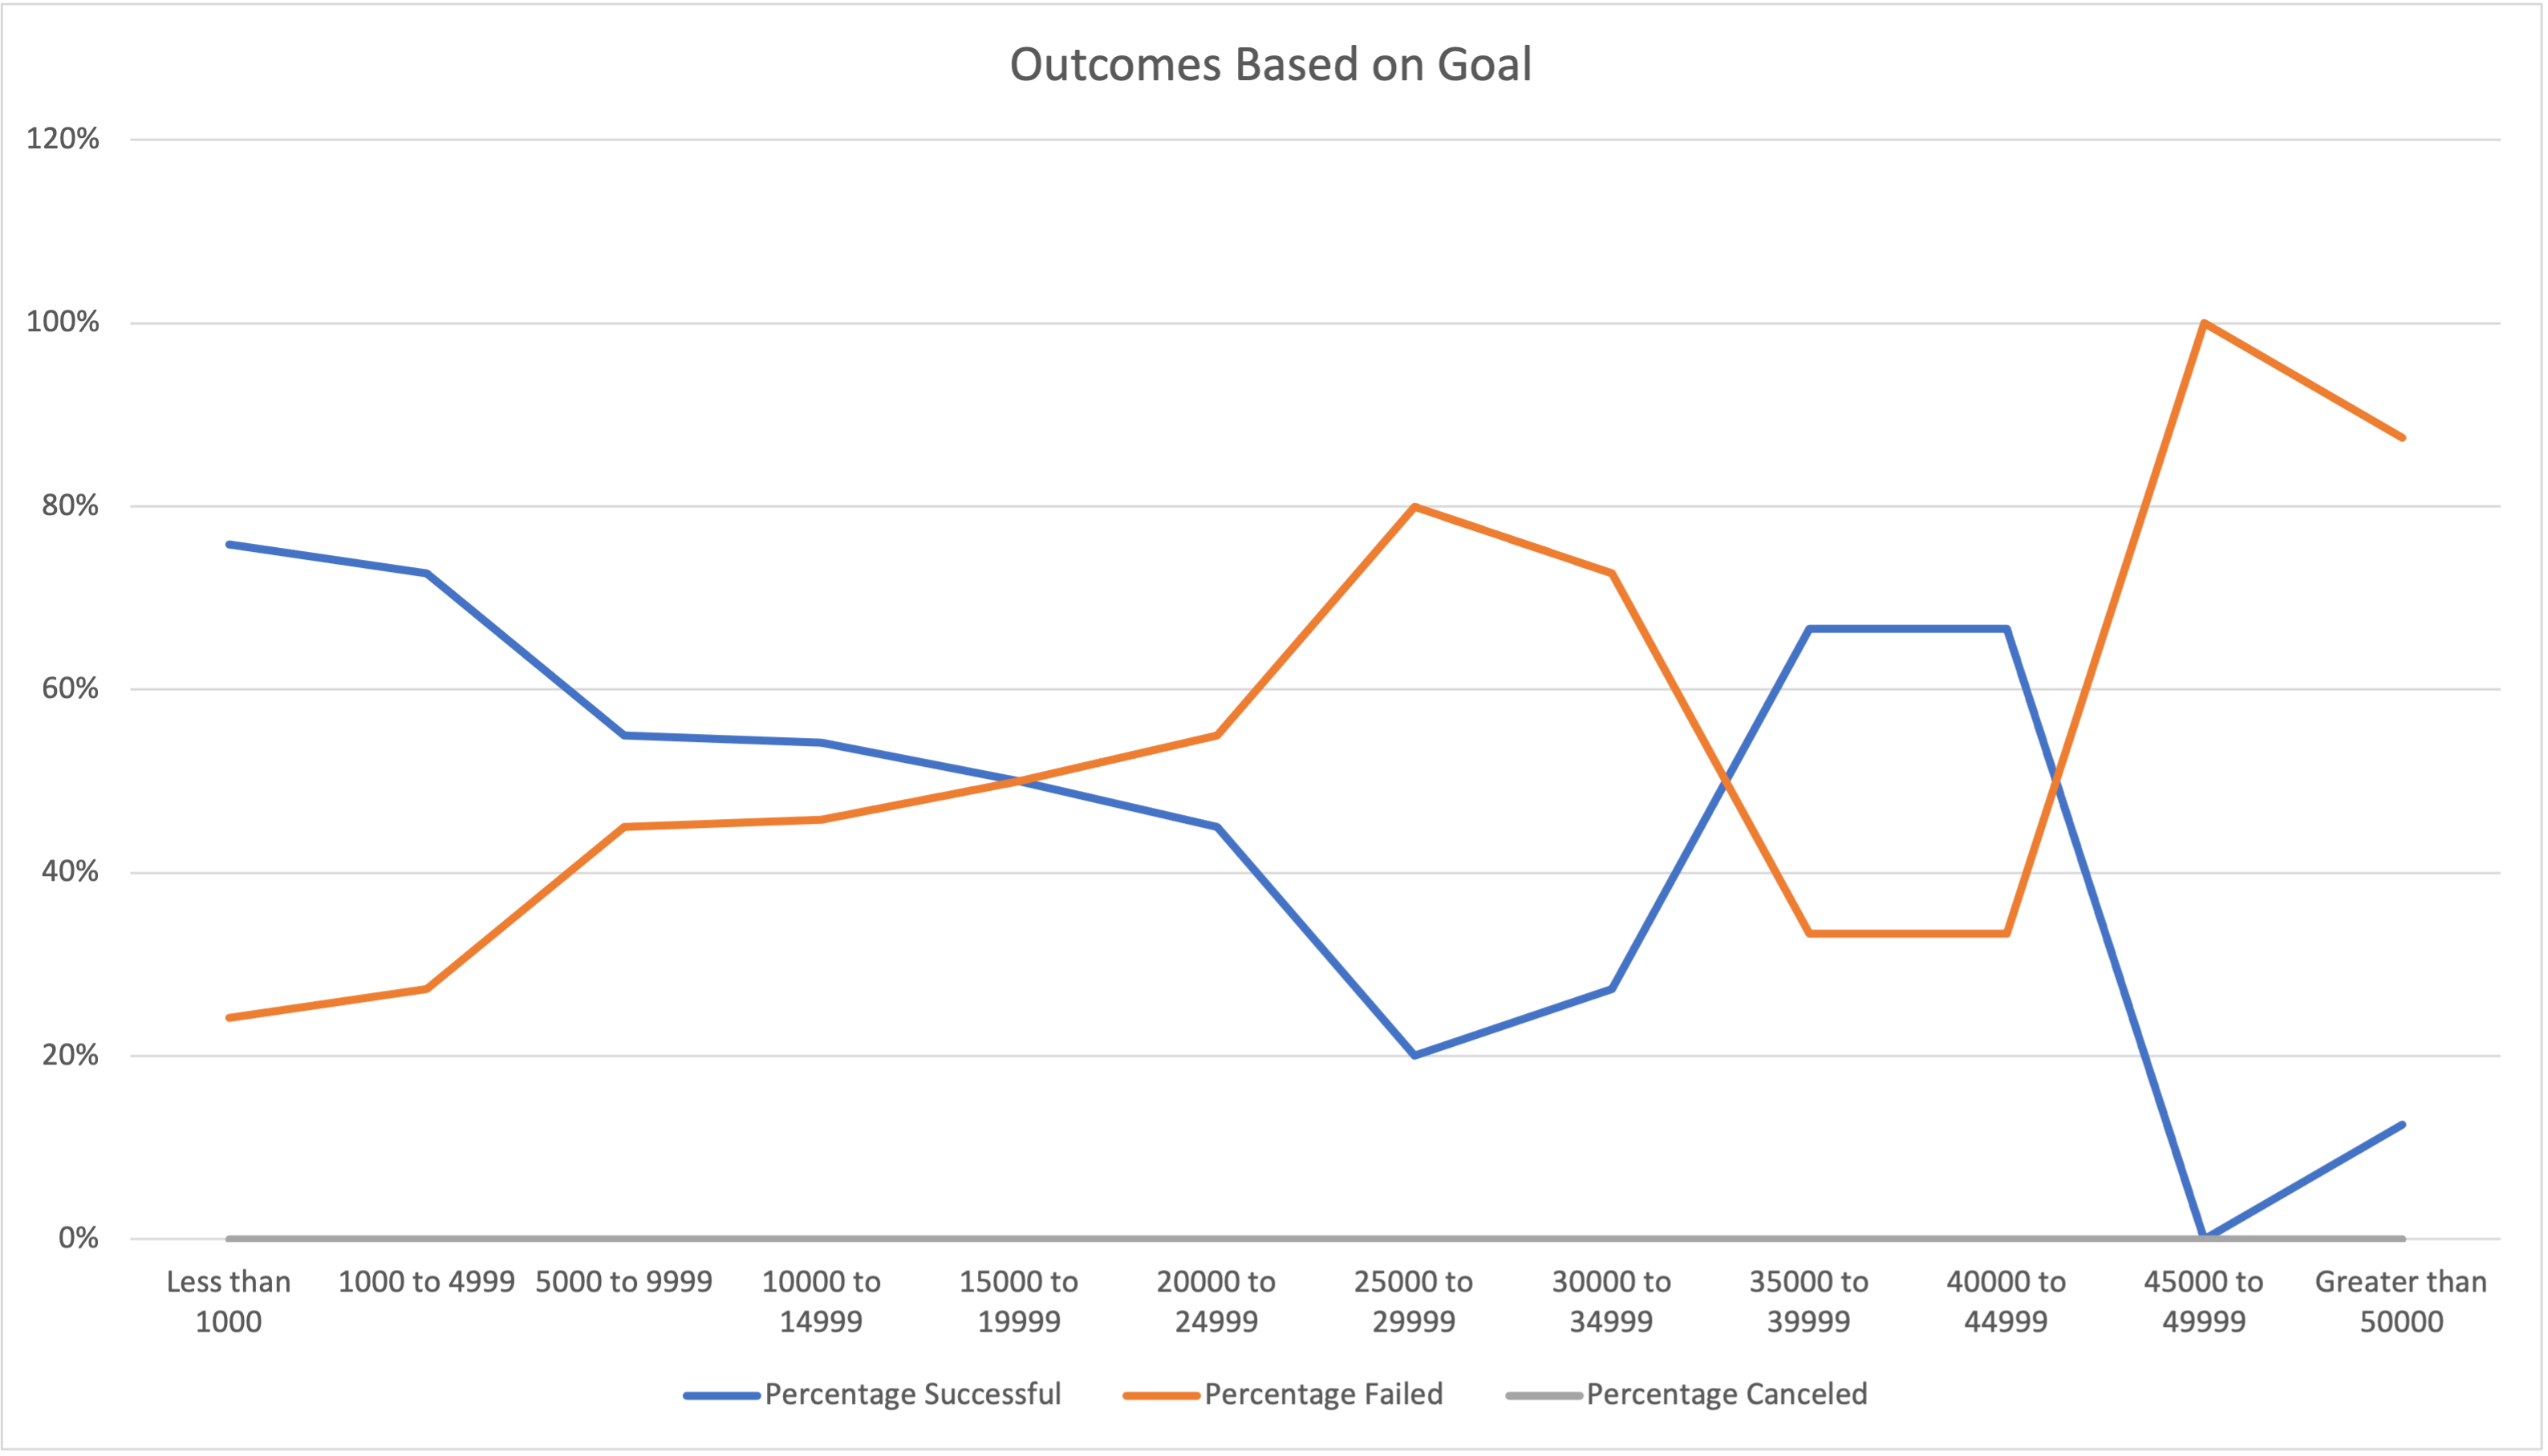 Outcomes Based on Goal
120%
100%
80%
60%
40%
20%
0%
Less than
1000
1000 to 4999
5000 to 9999
10000 to
14999
15000 to
19999
20000 to
24999
25000 to
29999
30000 to
34999
35000 to
39999
40000 to
44999
45000 to
49999
Greater than
50000
Percentage Successful
Percentage Failed
Percentage Canceled